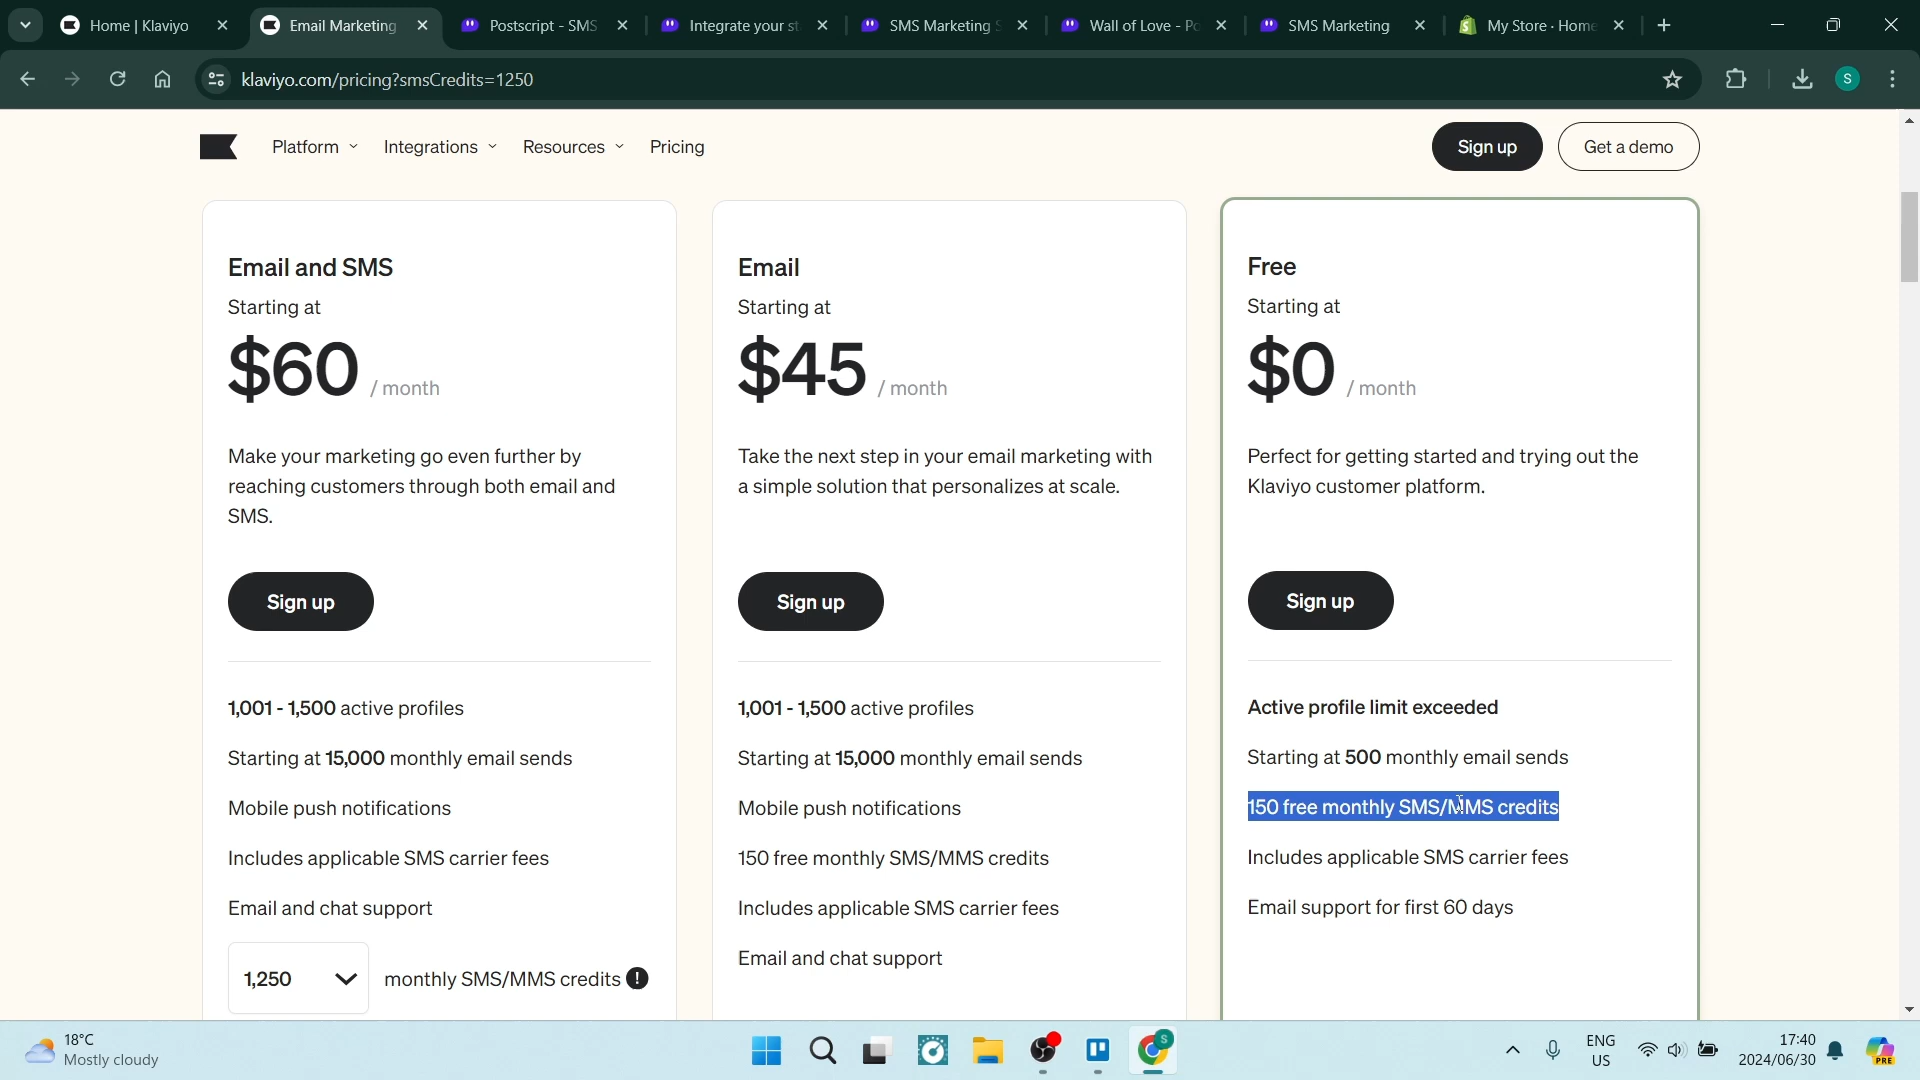 Home | Klaviyo
Email Marketing
Postscript - SMS
Integrate your st
SMS Marketing S
Wall of Love - Po
SMS Marketing
My Store · Home
klaviyo.com/pricing?smsCredits=1250
S
Platform
Integrations
Resources
Pricing
Sign up
Get a demo
Email and SMS
Starting at
$60 / month
Make your marketing go even further by
reaching customers through both email and
SMS.
Sign up
1,001 - 1,500 active profiles
Starting at 15,000 monthly email sends
Mobile push notifications
Includes applicable SMS carrier fees
Email and chat support
1,250
monthly SMS/MMS credits
Email
Starting at
$45 / month
Take the next step in your email marketing with
a simple solution that personalizes at scale.
Sign up
1,001 - 1,500 active profiles
Starting at 15,000 monthly email sends
Mobile push notifications
150 free monthly SMS/MMS credits
Includes applicable SMS carrier fees
Email and chat support
Free
Starting at
$0 / month
Perfect for getting started and trying out the
Klaviyo customer platform.
Sign up
Active profile limit exceeded
Starting at 500 monthly email sends
150 free monthly SMS/MMS credits
Includes applicable SMS carrier fees
Email support for first 60 days
18°C
Mostly cloudy
S
ENG
US
17:40
2024/06/30
PRE